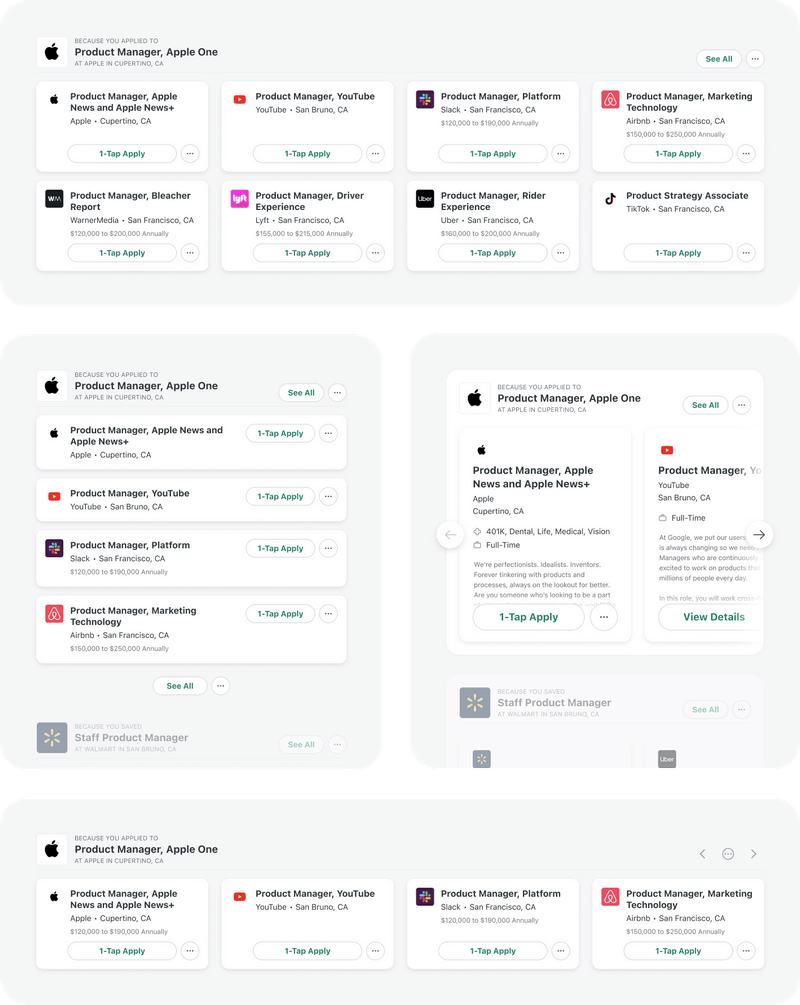 BECAUSE YOU APPLIED TO
Product Manager, Apple One
AT APPLE IN CUPERTINO, CA
See All
Product Manager, Apple
News and Apple News+
Apple • Cupertino, CA
1-Tap Apply
Product Manager, YouTube
YouTube • San Bruno, CA
1-Tap Apply
Product Manager, Platform
Slack • San Francisco, CA
$120,000 to $190,000 Annually
1-Tap Apply
Product Manager, Marketing
Technology
Airbnb • San Francisco, CA
$150,000 to $250,000 Annually
1-Tap Apply
WM
Product Manager, Bleacher
Report
WarnerMedia • San Francisco, CA
$120,000 to $200,000 Annually
1-Tap Apply
lyft
Product Manager, Driver
Experience
Lyft • San Francisco, CA
$155,000 to $215,000 Annually
1-Tap Apply
Uber
Product Manager, Rider
Experience
Uber • San Francisco, CA
$160,000 to $200,000 Annually
1-Tap Apply
Product Strategy Associate
TikTok • San Francisco, CA
1-Tap Apply
BECAUSE YOU APPLIED TO
Product Manager, Apple One
AT APPLE IN CUPERTINO, CA
See All
Product Manager, Apple News and
Apple News+
Apple • Cupertino, CA
1-Tap Apply
Product Manager, YouTube
YouTube • San Bruno, CA
1-Tap Apply
Product Manager, Platform
Slack • San Francisco, CA
$120,000 to $190,000 Annually
1-Tap Apply
Product Manager, Marketing
Technology
Airbnb • San Francisco, CA
$150,000 to $250,000 Annually
1-Tap Apply
See All
BECAUSE YOU SAVED
Staff Product Manager
AT WALMART IN SAN BRUNO, CA
See All
BECAUSE YOU APPLIED TO
Product Manager, Apple One
AT APPLE IN CUPERTINO, CA
See All
Product Manager, Apple
News and Apple News+
Apple
Cupertino, CA
401K, Dental, Life, Medical, Vision
Full-Time
We're perfectionists. Idealists. Inventors.
Forever tinkering with products and
processes, always on the lookout for better.
Are you someone who's looking to be a part
1-Tap Apply
Product Manager, Yo
YouTube
San Bruno, CA
Full-Time
At Google, we put our users
is always changing so we need
Managers who are continuously
excited to work on products tha
millions of people every day.
In this role, you will work cross-
View Details
BECAUSE YOU SAVED
Staff Product Manager
AT WALMART IN SAN BRUNO, CA
See All
Uber
BECAUSE YOU APPLIED TO
Product Manager, Apple One
AT APPLE IN CUPERTINO, CA
Product Manager, Apple
News and Apple News+
Apple • Cupertino, CA
$120,000 to $190,000 Annually
1-Tap Apply
Product Manager, YouTube
YouTube • San Bruno, CA
1-Tap Apply
Product Manager, Platform
Slack • San Francisco, CA
$120,000 to $190,000 Annually
1-Tap Apply
Product Manager, Marketing
Technology
Airbnb • San Francisco, CA
$150,000 to $250,000 Annually
1-Tap Apply